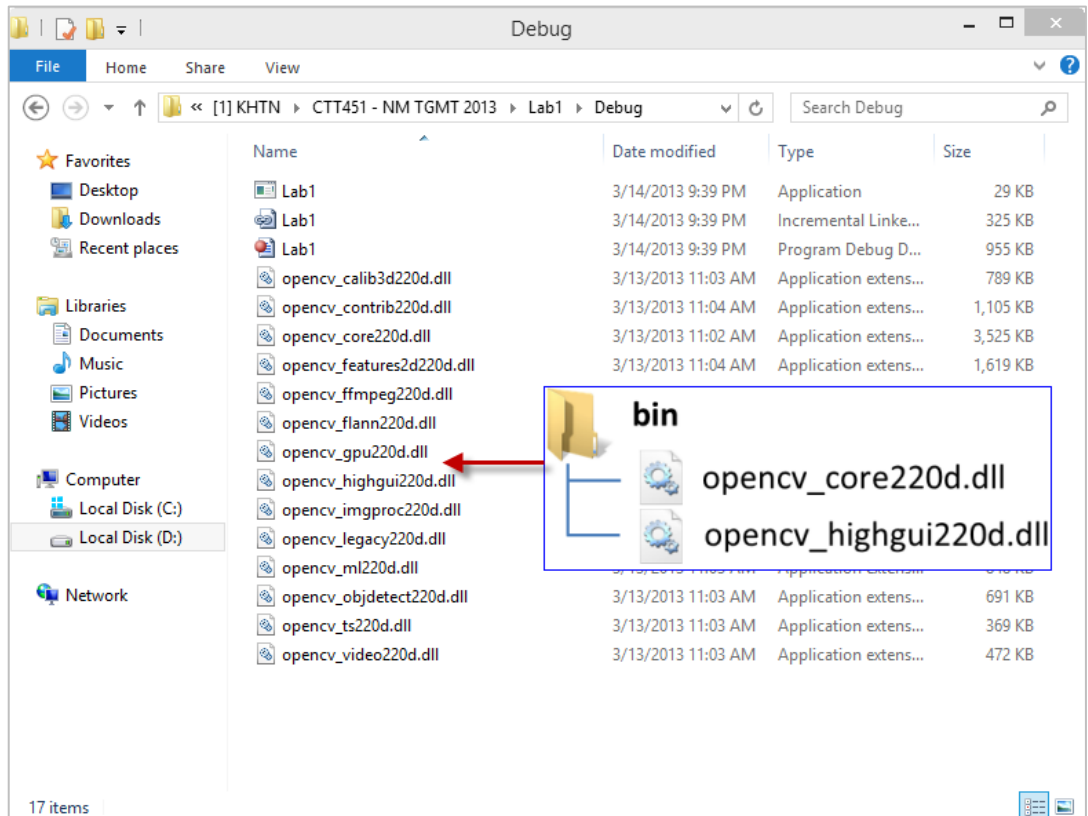 Debug
File Home Share View
« [1] KHTN ▸ CTT451 - NM TGMT 2013 ▸ Lab1 ▸ Debug Search Debug
Favorites
Desktop
Downloads
Recent places
Libraries
Documents
Music
Pictures
Videos
Computer
Local Disk (C:)
Local Disk (D:)
Network
Name Date modified Type Size
Lab1 3/14/2013 9:39 PM Application 29 KB
Lab1 3/14/2013 9:39 PM Incremental Linke... 325 KB
Lab1 3/14/2013 9:39 PM Program Debug D... 955 KB
opencv_calib3d220d.dll 3/13/2013 11:03 AM Application extens... 789 KB
opencv_contrib220d.dll 3/13/2013 11:04 AM Application extens... 1,105 KB
opencv_core220d.dll 3/13/2013 11:02 AM Application extens... 3,525 KB
opencv_features2d220d.dll 3/13/2013 11:04 AM Application extens... 1,619 KB
opencv_ffmpeg220d.dll
opencv_flann220d.dll
opencv_gpu220d.dll
opencv_highgui220d.dll
opencv_imgproc220d.dll
opencv_legacy220d.dll
opencv_ml220d.dll
opencv_objdetect220d.dll 3/13/2013 11:03 AM Application extens... 691 KB
opencv_ts220d.dll 3/13/2013 11:03 AM Application extens... 369 KB
opencv_video220d.dll 3/13/2013 11:03 AM Application extens... 472 KB
bin
opencv_core220d.dll
opencv_highgui220d.dll
17 items